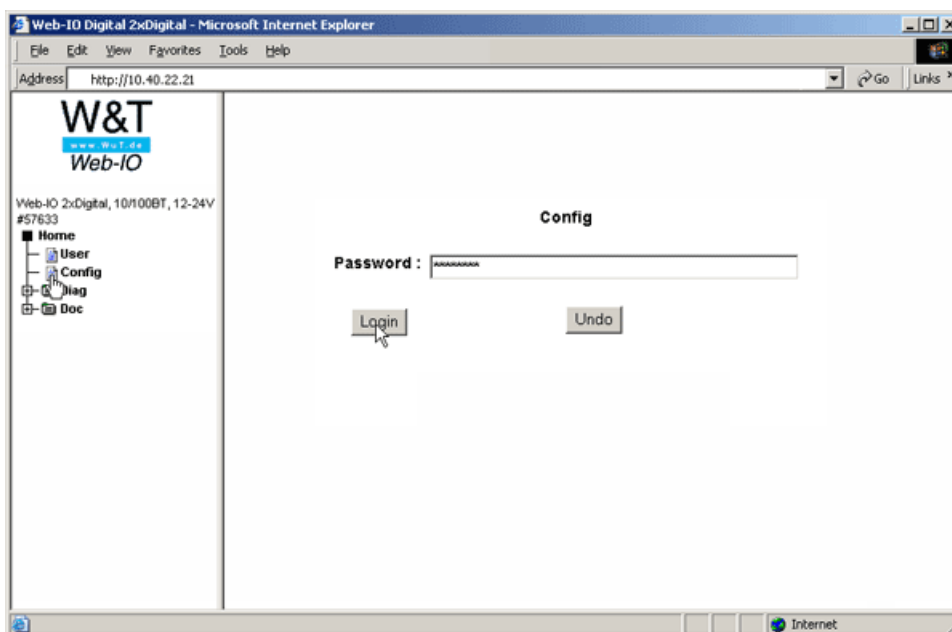 Web-IO Digital 2xDigital - Microsoft Internet Explorer
File Edit View Favorites Tools Help
Address http://10.40.22.21 Go Links
W&T
www.WuT.de
Web-IO
Web-IO 2xDigital, 10/100BT, 12-24V
#57633
Home
User
Config
Diag
Doc
Config
Password : ********
Login Undo
Internet